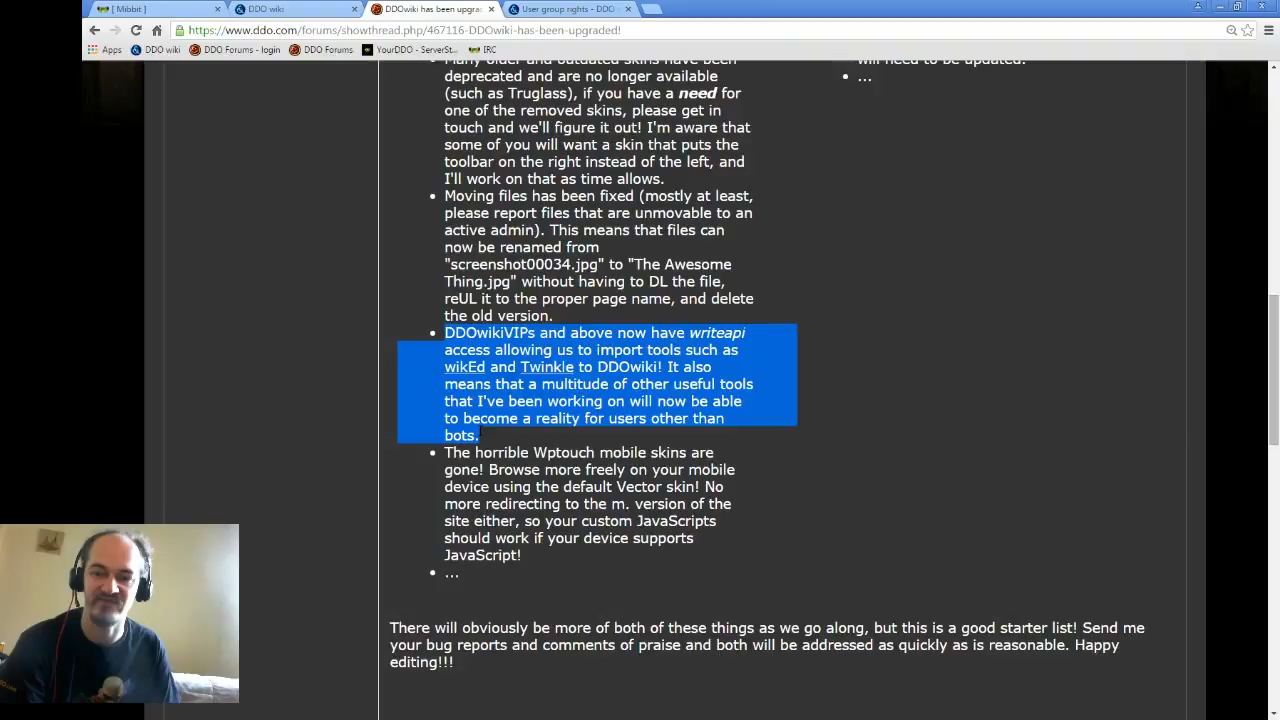 [ Mibbit ]
DDO wiki
DDOwiki has been upgra
User group rights - DDO
https://www.ddo.com/forums/showthread.php/467116-DDOwiki-has-been-upgraded!
Apps
DDO wiki
DDO Forums - login
DDO Forums
YourDDO - ServerSt...
IRC
Many older and outdated skins have been
deprecated and are no longer available
(such as Truglass), if you have a need for
one of the removed skins, please get in
touch and we'll figure it out! I'm aware that
some of you will want a skin that puts the
toolbar on the right instead of the left, and
I'll work on that as time allows.
Moving files has been fixed (mostly at least,
please report files that are unmovable to an
active admin). This means that files can
now be renamed from
"screenshot00034.jpg" to "The Awesome
Thing.jpg" without having to DL the file,
reUL it to the proper page name, and delete
the old version.
DDOwikiVIPs and above now have writeapi
access allowing us to import tools such as
wikEd and Twinkle to DDOwiki! It also
means that a multitude of other useful tools
that I've been working on will now be able
to become a reality for users other than
bots.
The horrible Wptouch mobile skins are
gone! Browse more freely on your mobile
device using the default Vector skin! No
more redirecting to the m. version of the
site either, so your custom JavaScripts
should work if your device supports
JavaScript!
...
will need to be updated.
...
There will obviously be more of both of these things as we go along, but this is a good starter list! Send me
your bug reports and comments of praise and both will be addressed as quickly as is reasonable. Happy
editing!!!